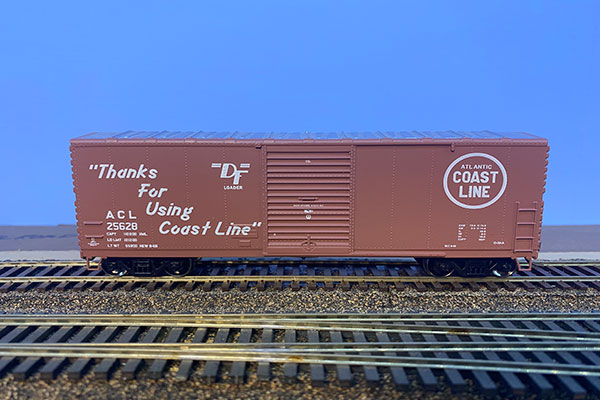 "Thanks
For
Using
Coast Line"
ACL
25628
DF
LOADER
ATLANTIC
COAST
LINE